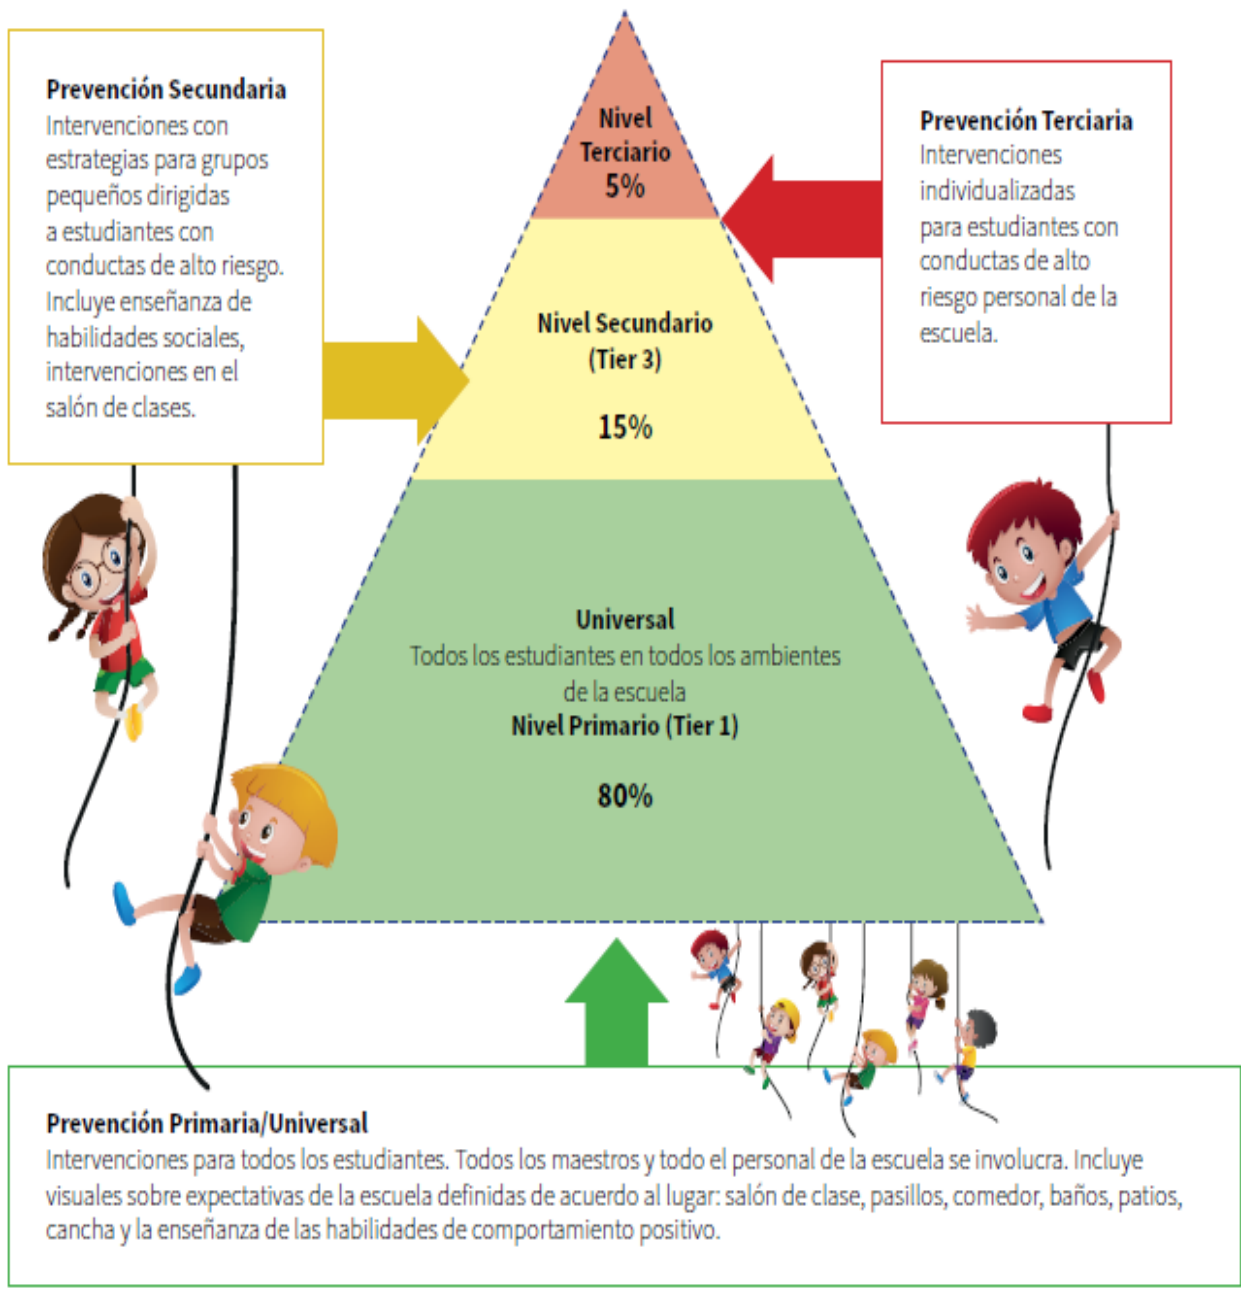 Prevención Secundaria
Intervenciones con
estrategias para grupos
pequeños dirigidas
a estudiantes con
conductas de alto riesgo.
Incluye enseñanza de
habilidades sociales,
intervenciones en el
salón de clases.
Nivel
Terciario
5%
Prevención Terciaria
Intervenciones
individualizadas
para estudiantes con
conductas de alto
riesgo personal de la
escuela.
Nivel Secundario
(Tier 3)
15%
Universal
Todos los estudiantes en todos los ambientes
de la escuela
Nivel Primario (Tier 1)
80%
Prevención Primaria/Universal
Intervenciones para todos los estudiantes. Todos los maestros y todo el personal de la escuela se involucra. Incluye
visuales sobre expectativas de la escuela definidas de acuerdo al lugar: salón de clase, pasillos, comedor, baños, patios,
cancha y la enseñanza de las habilidades de comportamiento positivo.